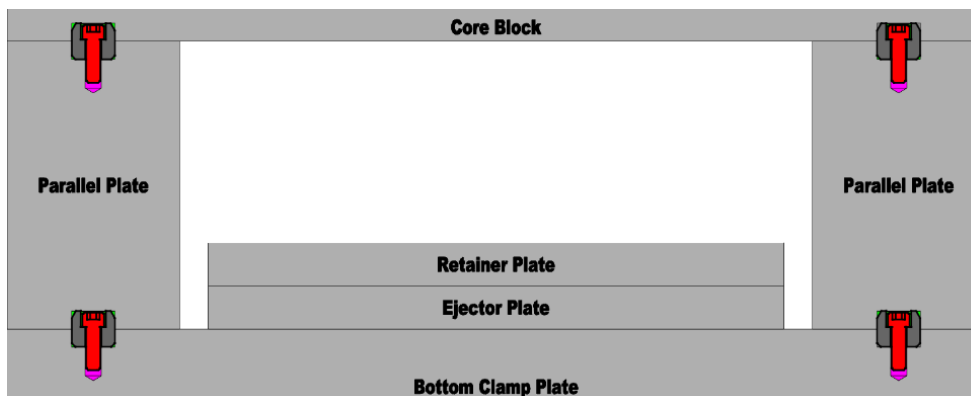 Core Block
Parallel Plate
Parallel Plate
Retainer Plate
Ejector Plate
Bottom Clamp Plate